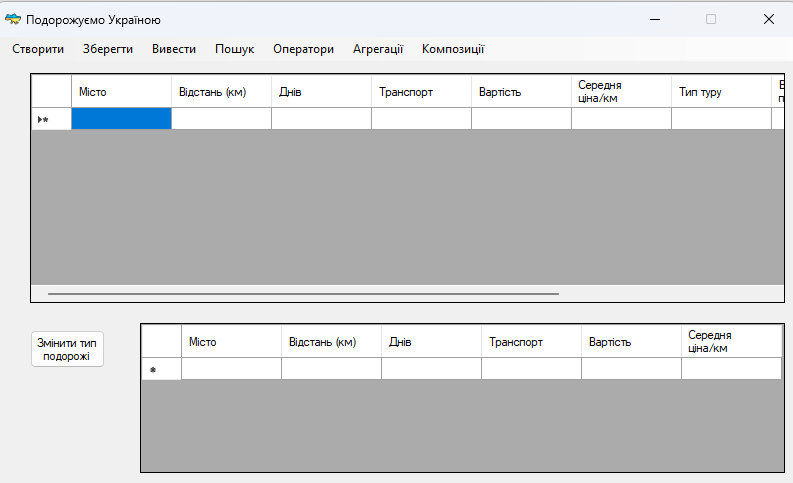 Подорожуємо Україною
Створити Зберегти Вивести Пошук Оператори Агрегації Композиції
Місто Відстань (км) Днів Транспорт Вартість Середня ціна/км Тип туру
Змінити тип подорожі
Місто Відстань (км) Днів Транспорт Вартість Середня ціна/км